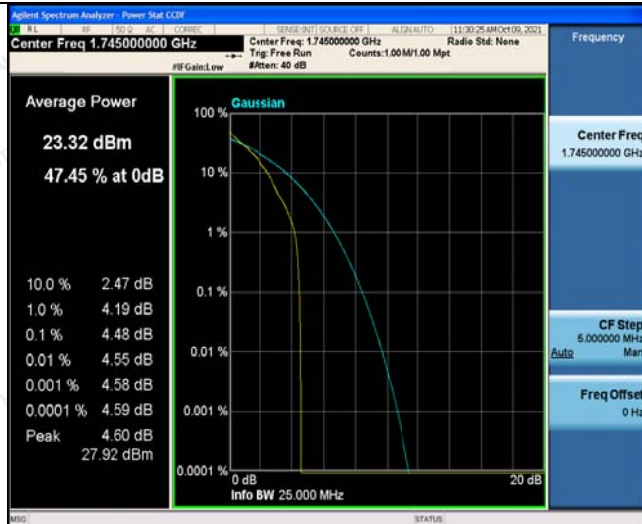 Agilent Spectrum Analyzer - Power Stat CCDF
RL RF 50 Ω AC CORREC SENSE:INT SOURCE OFF ALIGNAUTO 11:30:25 AM Oct 09, 2021
Center Freq 1.745000000 GHz
Center Freq: 1.745000000 GHz Radio Std: None
Trig: Free Run Counts:1.00 M/1.00 Mpt
#IFGain:Low #Atten: 40 dB
Frequency
Average Power
23.32 dBm
47.45 % at 0dB
10.0 % 2.47 dB
1.0 % 4.19 dB
0.1 % 4.48 dB
0.01 % 4.55 dB
0.001 % 4.58 dB
0.0001 % 4.59 dB
Peak 4.60 dB
27.92 dBm
Gaussian
100 %
10 %
1 %
0.1 %
0.01 %
0.001 %
0.0001 %
0 dB 20 dB
Info BW 25.000 MHz
Center Freq
1.745000000 GHz
CF Step
5.000000 MHz
Auto Man
Freq Offset
0 Hz
MSG STATUS